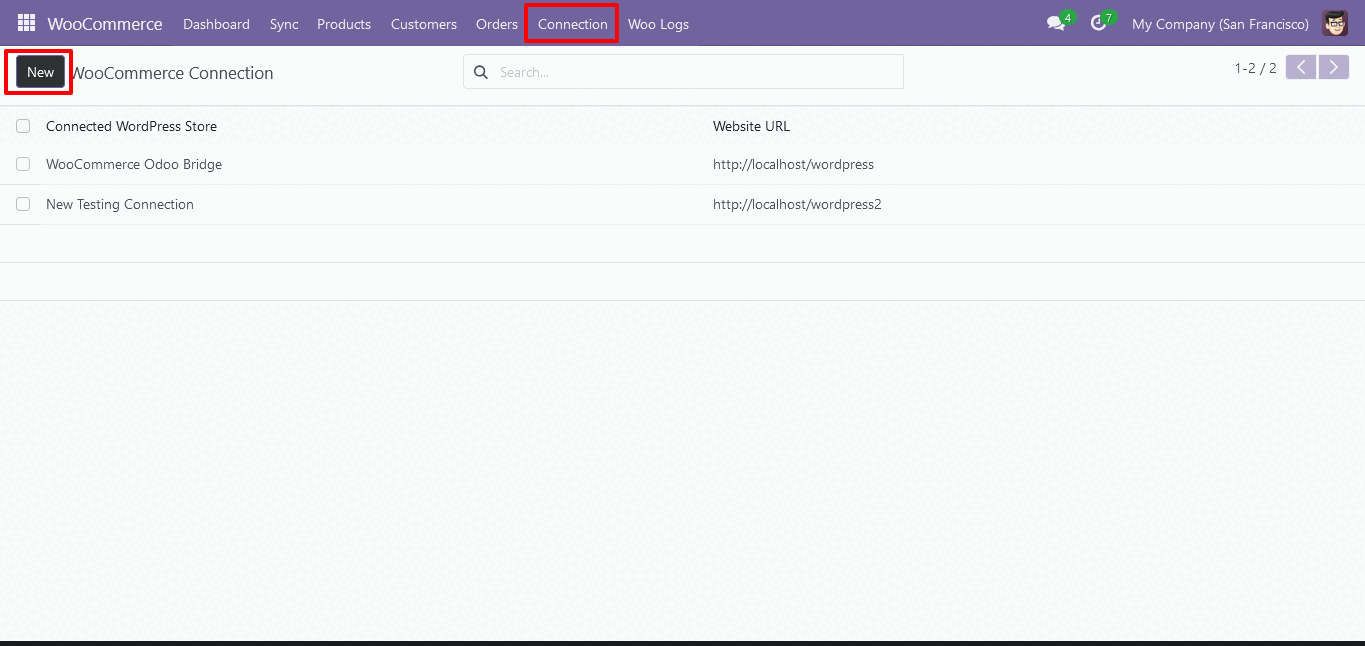 WooCommerce Dashboard Sync Products Customers Orders Connection Woo Logs 4 7 My Company (San Francisco)
New WooCommerce Connection Search... 1-2 / 2
Connected WordPress Store Website URL
WooCommerce Odoo Bridge http://localhost/wordpress
New Testing Connection http://localhost/wordpress2